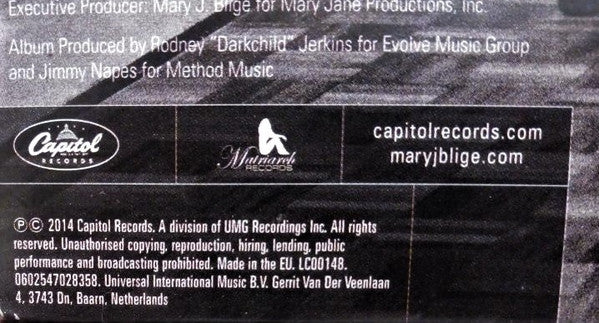 Executive Producer: Mary J. Blige for Mary Jane Productions, Inc.
Album Produced by Rodney "Darkchild" Jerkins for Evolve Music Group
and Jimmy Napes for Method Music
Capitol
RECORDS
Matriarch
RECORDS
capitolrecords.com
maryjblige.com
Ⓟ © 2014 Capitol Records. A division of UMG Recordings Inc. All rights
reserved. Unauthorised copying, reproduction, hiring, lending, public
performance and broadcasting prohibited. Made in the EU. LC00148.
0602547028358. Universal International Music B.V. Gerrit Van Der Veenlaan
4, 3743 Dn, Baarn, Netherlands